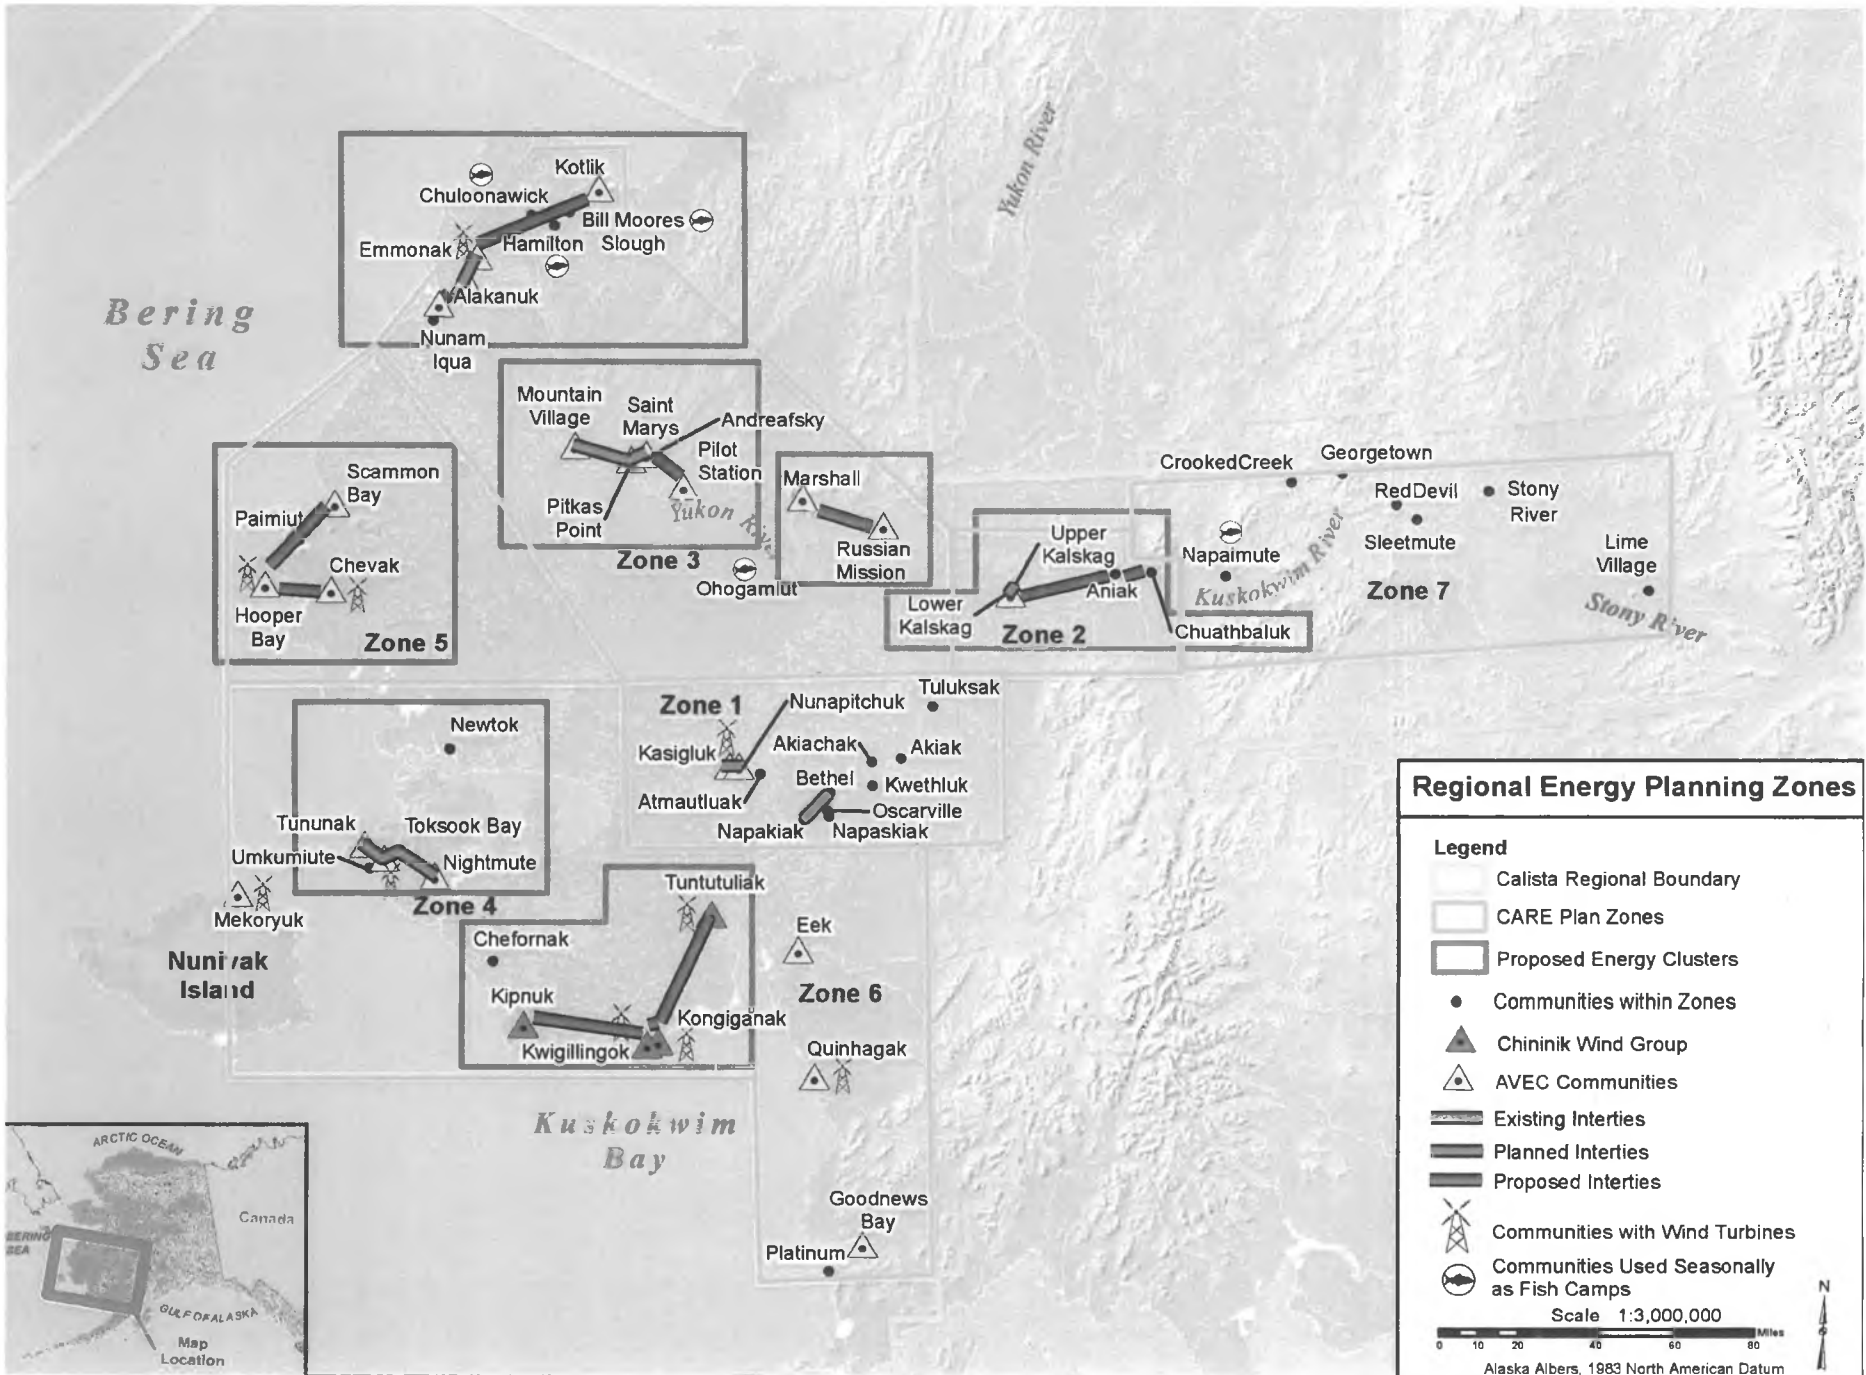 Yukon River
Kotlik
Chuloonawick
Bill Moores
Slough
Hamilton
Emmonak
Alakanuk
Nunam
Iqua
Bering
Sea
Mountain
Village
Saint
Marys
Andreafsky
Pilot
Station
Pitkas
Point
Yukon River
Zone 3
Ohogamiut
Marshall
Russian
Mission
Scammon
Bay
Paimiut
Chevak
Hooper
Bay
Zone 5
Upper
Kalskag
Lower
Kalskag
Aniak
Zone 2
Chuathbaluk
CrookedCreek
Georgetown
RedDevil
Stony
River
Sleetmute
Napaimute
Kuskokwim River
Zone 7
Lime
Village
Stony River
Zone 1
Nunapitchuk
Tuluksak
Kasigluk
Akiachak
Akiak
Bethel
Kwethluk
Atmautluak
Oscarville
Napakiak
Napaskiak
Newtok
Tununak
Toksook Bay
Umkumiute
Nightmute
Zone 4
Mekoryuk
Nunivak
Island
Tuntutuliak
Chefornak
Kipnuk
Kongiganak
Kwigillingok
Eek
Zone 6
Quinhagak
Kuskokwim
Bay
Goodnews
Bay
Platinum
ARCTIC OCEAN
Canada
BERING
SEA
GULF OF ALASKA
Map
Location
Regional Energy Planning Zones
Legend
Calista Regional Boundary
CARE Plan Zones
Proposed Energy Clusters
Communities within Zones
Chininik Wind Group
AVEC Communities
Existing Interties
Planned Interties
Proposed Interties
Communities with Wind Turbines
Communities Used Seasonally
as Fish Camps
Scale 1:3,000,000
Miles
0 10 20 40 60 80
Alaska Albers, 1983 North American Datum
N